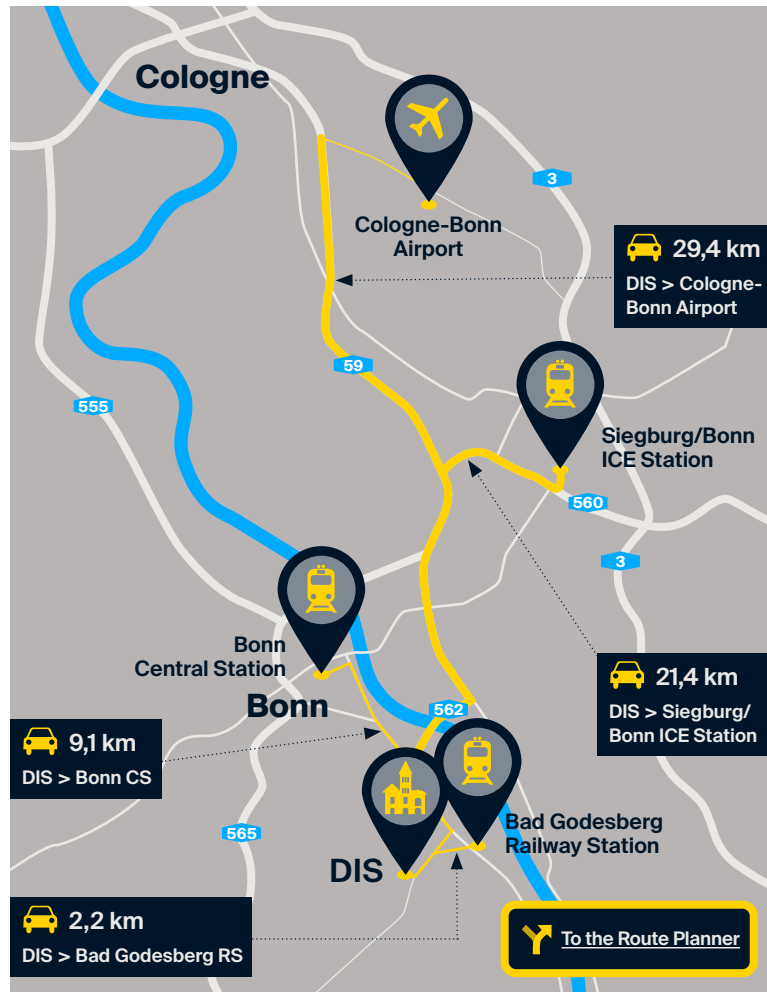 Cologne
3
Cologne-Bonn
Airport
29,4 km
DIS > Cologne-
Bonn Airport
59
555
Siegburg/Bonn
ICE Station
560
3
Bonn
Central Station
Bonn
21,4 km
DIS > Siegburg/
Bonn ICE Station
562
9,1 km
DIS > Bonn CS
565
Bad Godesberg
Railway Station
DIS
2,2 km
DIS > Bad Godesberg RS
To the Route Planner